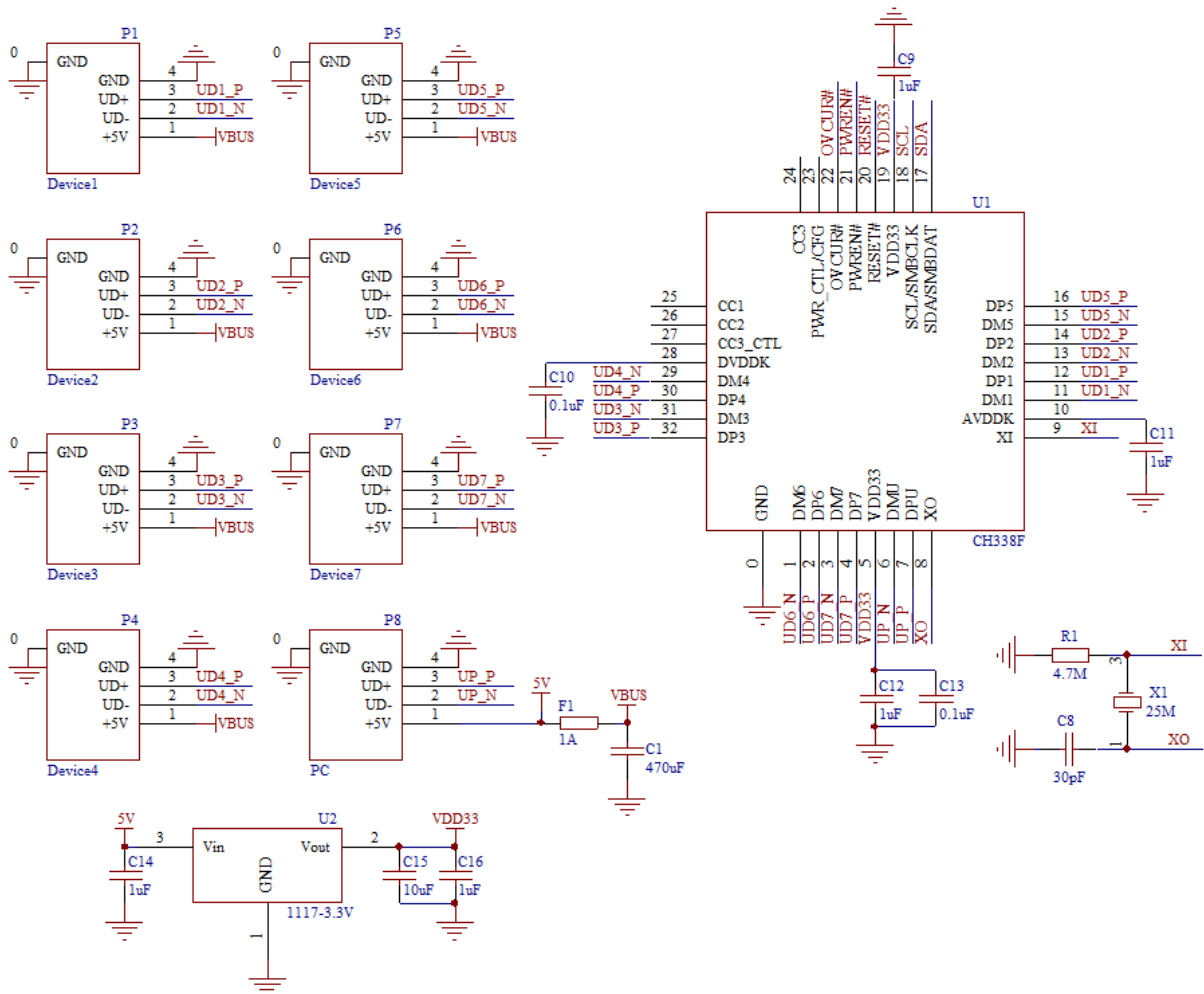 P1
0
GND
GND 4
UD+ 3 UD1_P
UD- 2 UD1_N
+5V 1 VBUS
Device1
P5
0
GND
GND 4
UD+ 3 UD5_P
UD- 2 UD5_N
+5V 1 VBUS
Device5
P2
0
GND
GND 4
UD+ 3 UD2_P
UD- 2 UD2_N
+5V 1 VBUS
Device2
P6
0
GND
GND 4
UD+ 3 UD6_P
UD- 2 UD6_N
+5V 1 VBUS
Device6
P3
0
GND
GND 4
UD+ 3 UD3_P
UD- 2 UD3_N
+5V 1 VBUS
Device3
P7
0
GND
GND 4
UD+ 3 UD7_P
UD- 2 UD7_N
+5V 1 VBUS
Device7
P4
0
GND
GND 4
UD+ 3 UD4_P
UD- 2 UD4_N
+5V 1 VBUS
Device4
P8
0
GND
GND 4
UD+ 3 UP_P
UD- 2 UP_N
+5V 1
PC
5V
F1
1A
VBUS
C1
470uF
5V
C14
1uF
U2
3 Vin
Vout 2
GND
1
1117-3.3V
VDD33
C15
10uF
C16
1uF
C9
1uF
U1
24 CC3
23 PWR_CTL/CFG
OVCUR# 22 OVCUR#
PWREN# 21 PWREN#
RESET# 20 RESET#
VDD33 19 VDD33
SCL 18 SCL/SMBCLK
SDA 17 SDA/SMBDAT
25 CC1
26 CC2
27 CC3_CTL
28 DVDDK
UD4_N 29 DM4
UD4_P 30 DP4
UD3_N 31 DM3
UD3_P 32 DP3
C10
0.1uF
DP5 16 UD5_P
DM5 15 UD5_N
DP2 14 UD2_P
DM2 13 UD2_N
DP1 12 UD1_P
DM1 11 UD1_N
AVDDK 10
XI 9 XI
C11
1uF
GND 0
DM6 1 UD6_N
DP6 2 UD6_P
DM7 3 UD7_N
DP7 4 UD7_P
VDD33 5 VDD33
DMU 6 UP_N
DPU 7 UP_P
XO 8 XO
CH338F
C12
1uF
C13
0.1uF
R1
4.7M
3
XI
X1
25M
C8
30pF
1
XO